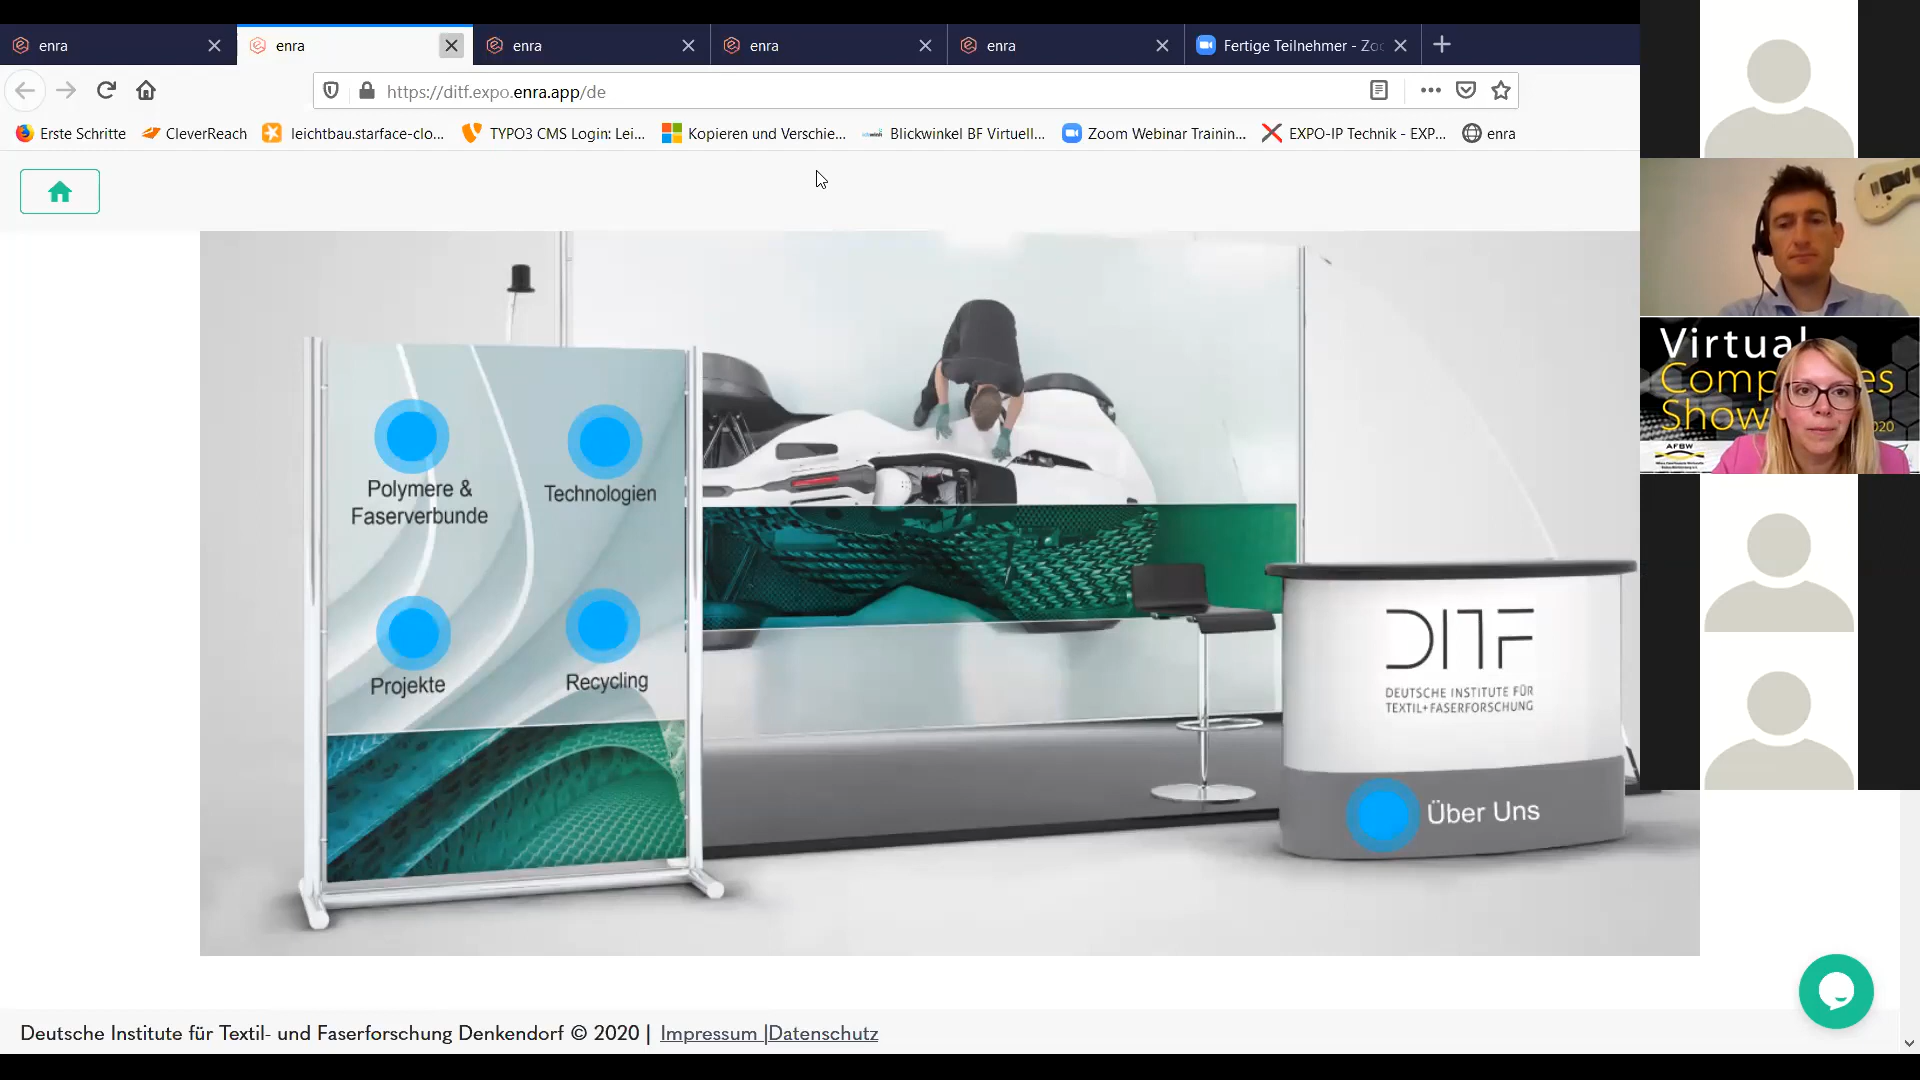 enra
enra
enra
enra
enra
Fertige Teilnehmer - Zoo
https://ditf.expo.enra.app/de
Erste Schritte
CleverReach
leichtbau.starface-clo...
TYPO3 CMS Login: Lei...
Kopieren und Verschie...
Blickwinkel BF Virtuell...
Zoom Webinar Trainin...
EXPO-IP Technik - EXP...
enra
Polymere &
Faserverbunde
Technologien
Projekte
Recycling
DITF
DEUTSCHE INSTITUTE FÜR
TEXTIL+FASERFORSCHUNG
Über Uns
Virtual
Comp es
Show 2020
AFBW
Deutsche Institute für Textil- und Faserforschung Denkendorf © 2020 | Impressum |Datenschutz